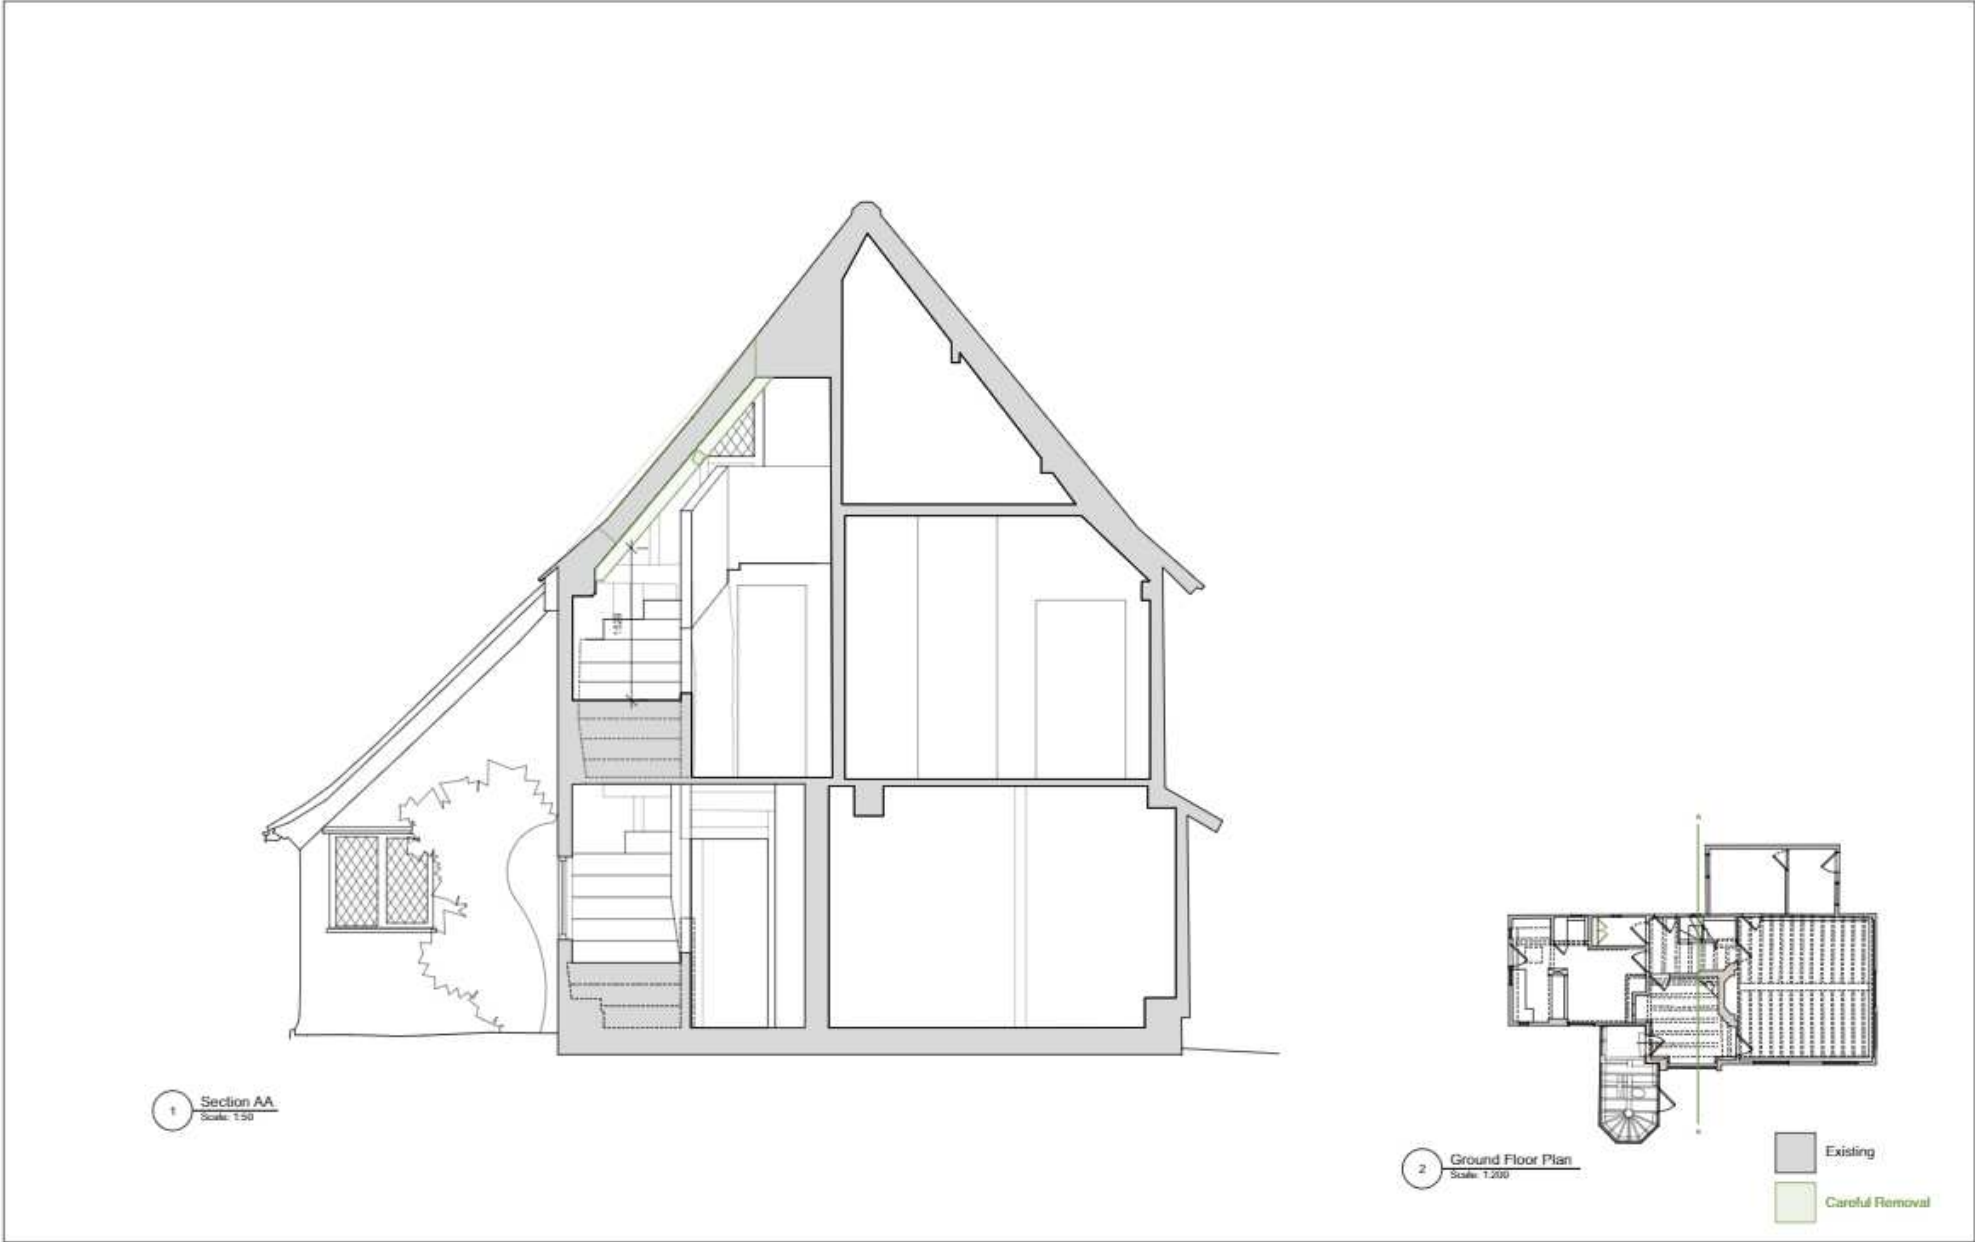 1
Section AA
Scale: 1:50
2
Ground Floor Plan
Scale: 1:200
Existing
Careful Removal